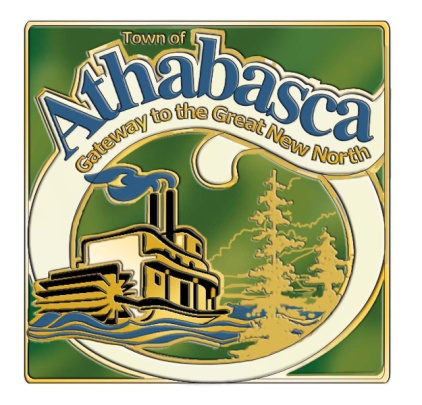 Town of
Athabasca
Gateway to the Great New North